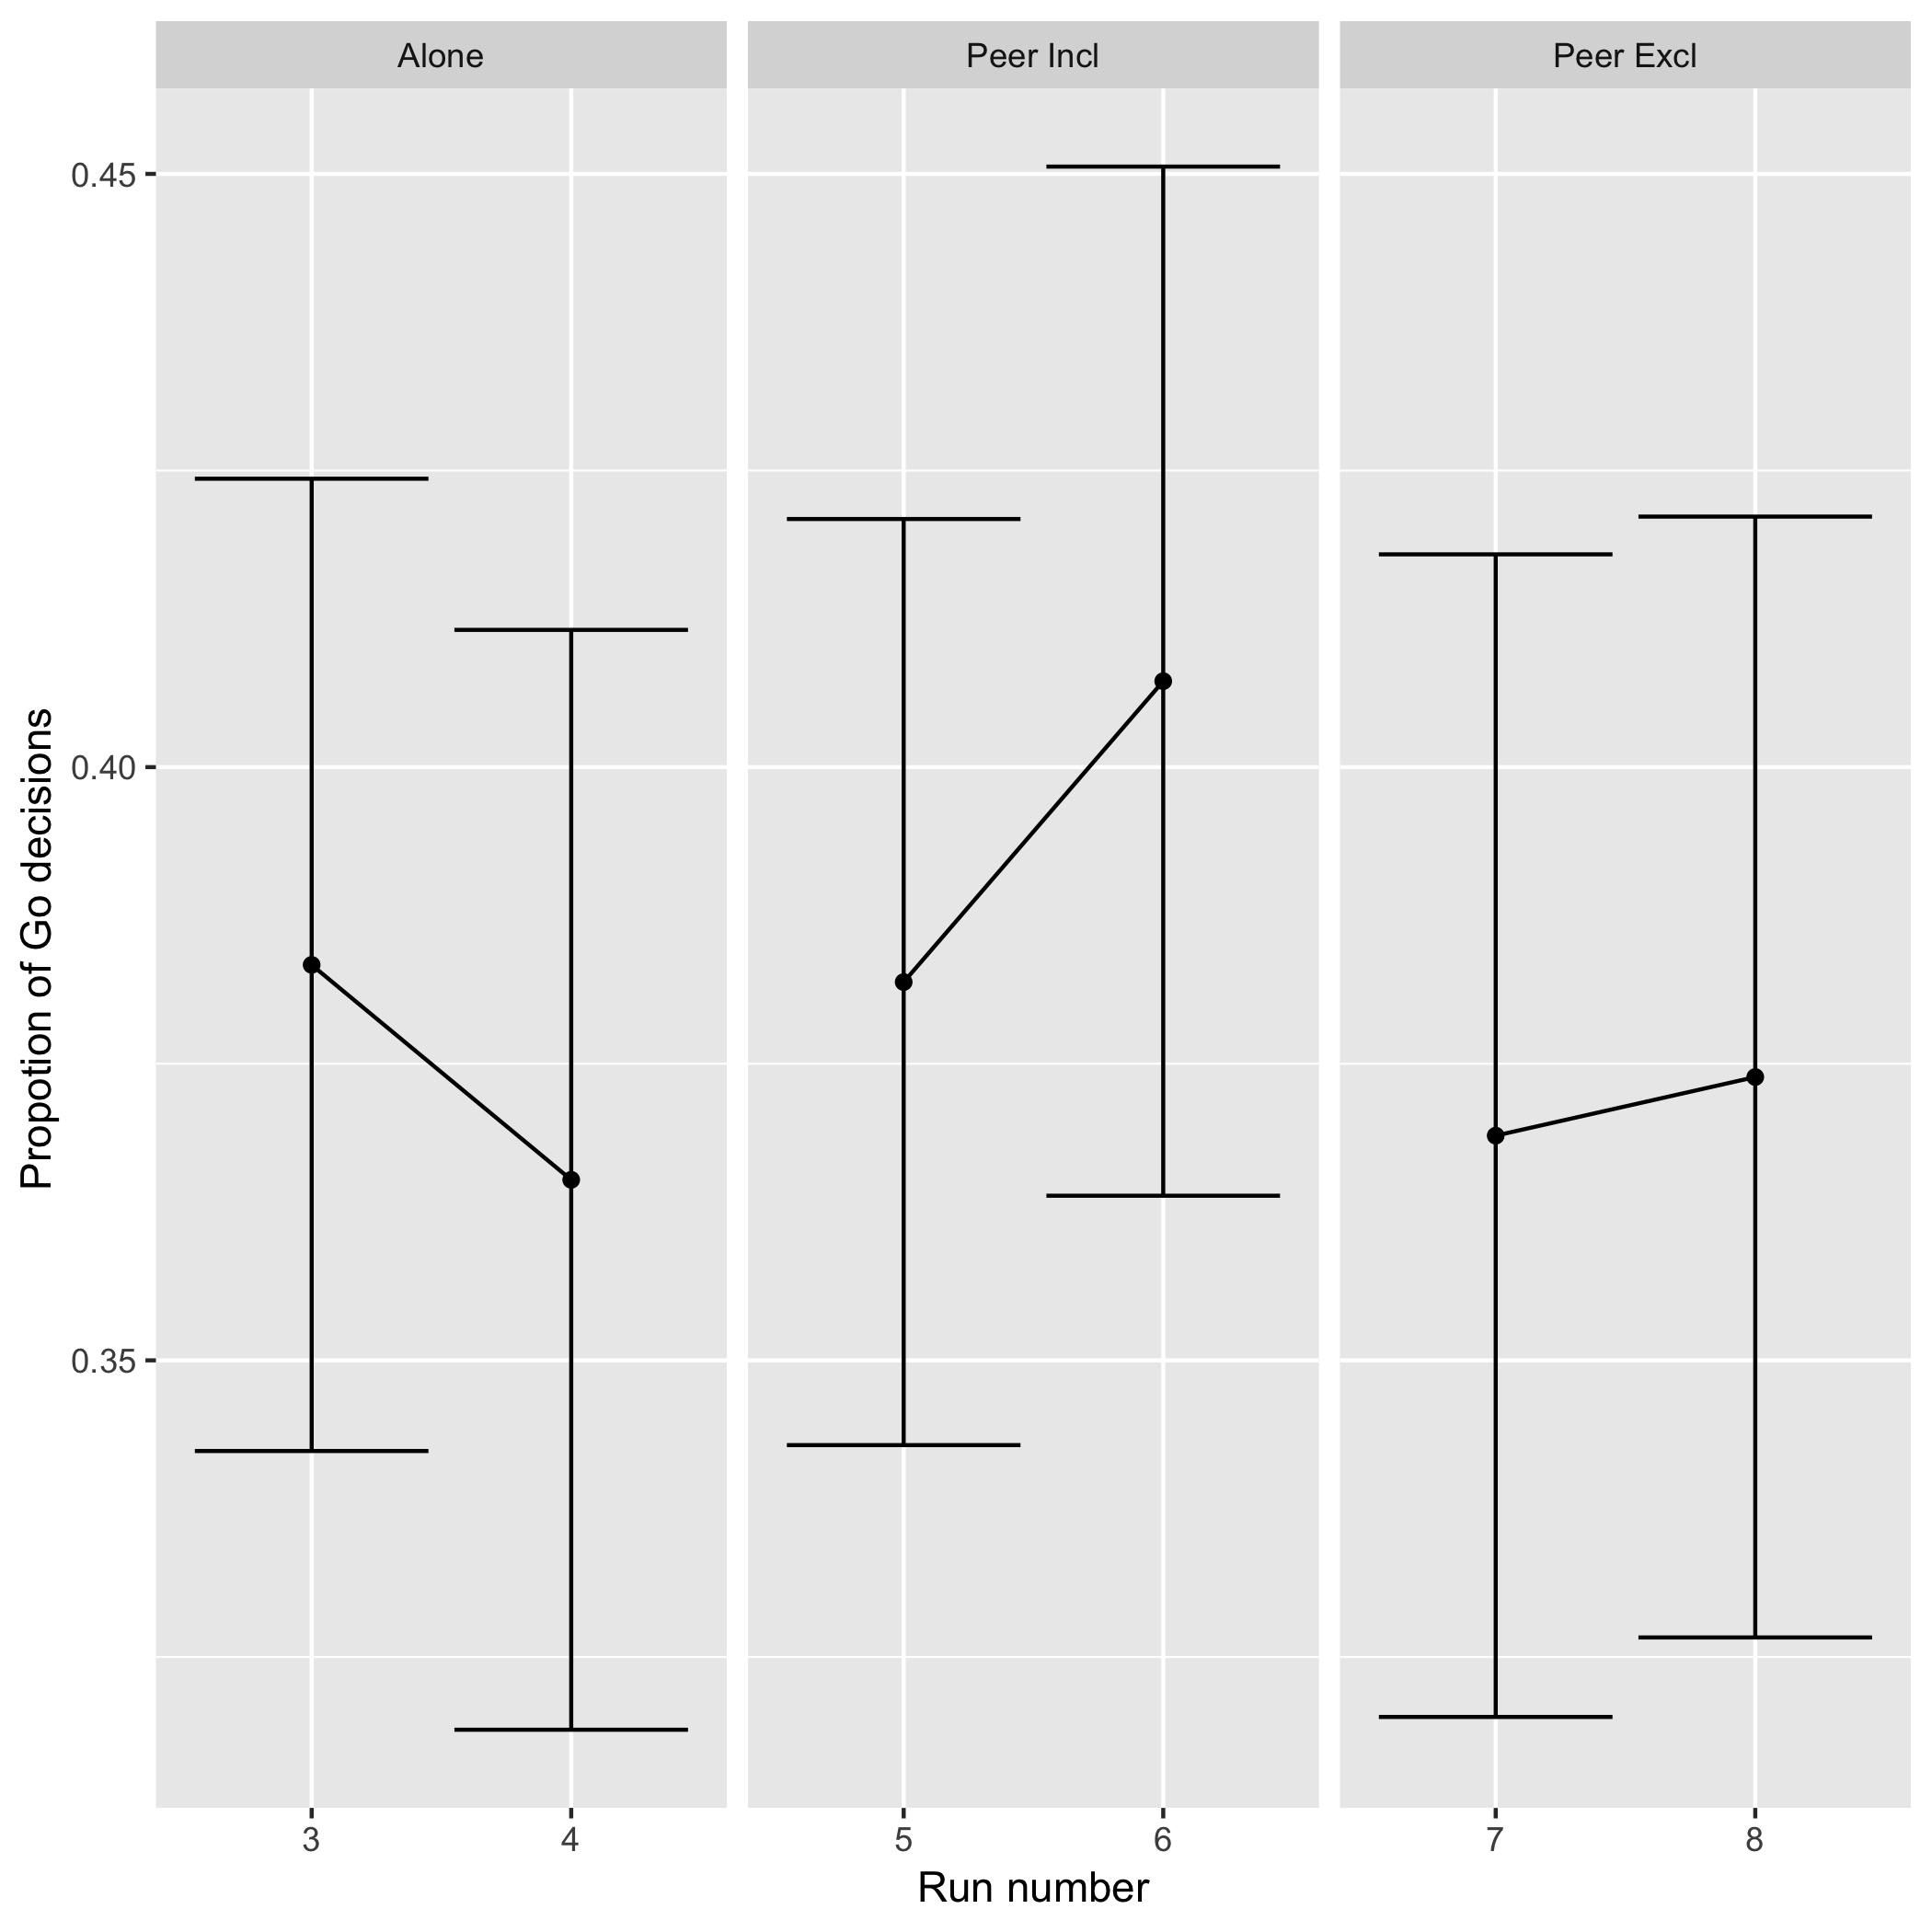 Alone
Peer Incl
Peer Excl
Propotion of Go decisions
0.45
0.40
0.35
3
4
5
6
7
8
Run number